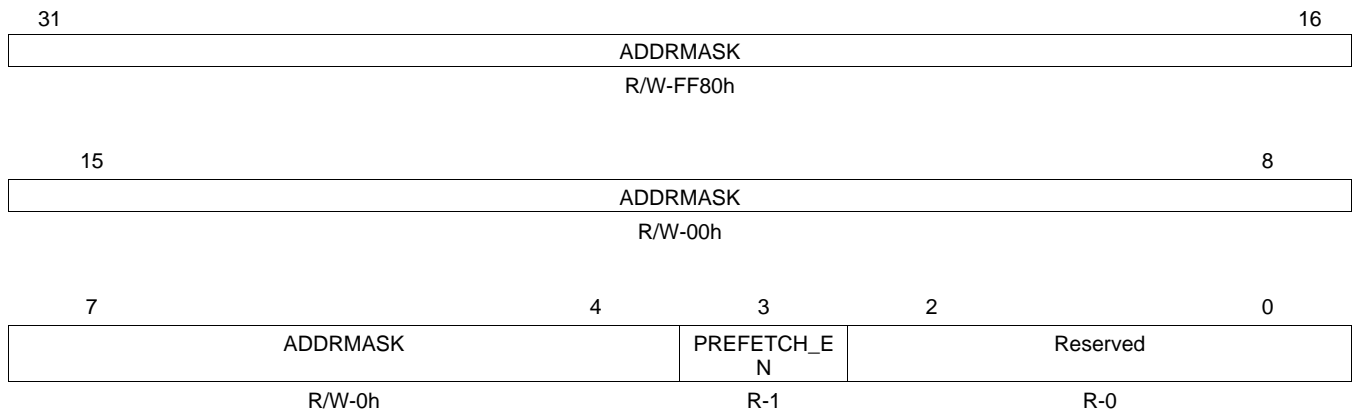 31 16
ADDRMASK
R/W-FF80h
15 8
ADDRMASK
R/W-00h
7 4 3 2 0
ADDRMASK PREFETCH_E Reserved
N
R/W-0h R-1 R-0